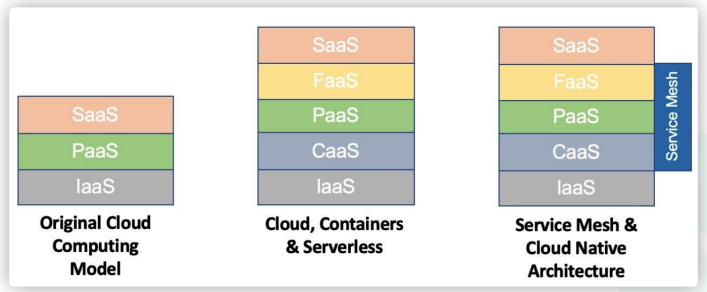 SaaS
PaaS
IaaS
Original Cloud
Computing
Model
SaaS
FaaS
PaaS
CaaS
IaaS
Cloud, Containers
& Serverless
SaaS
FaaS
PaaS
CaaS
IaaS
Service Mesh
Service Mesh &
Cloud Native
Architecture